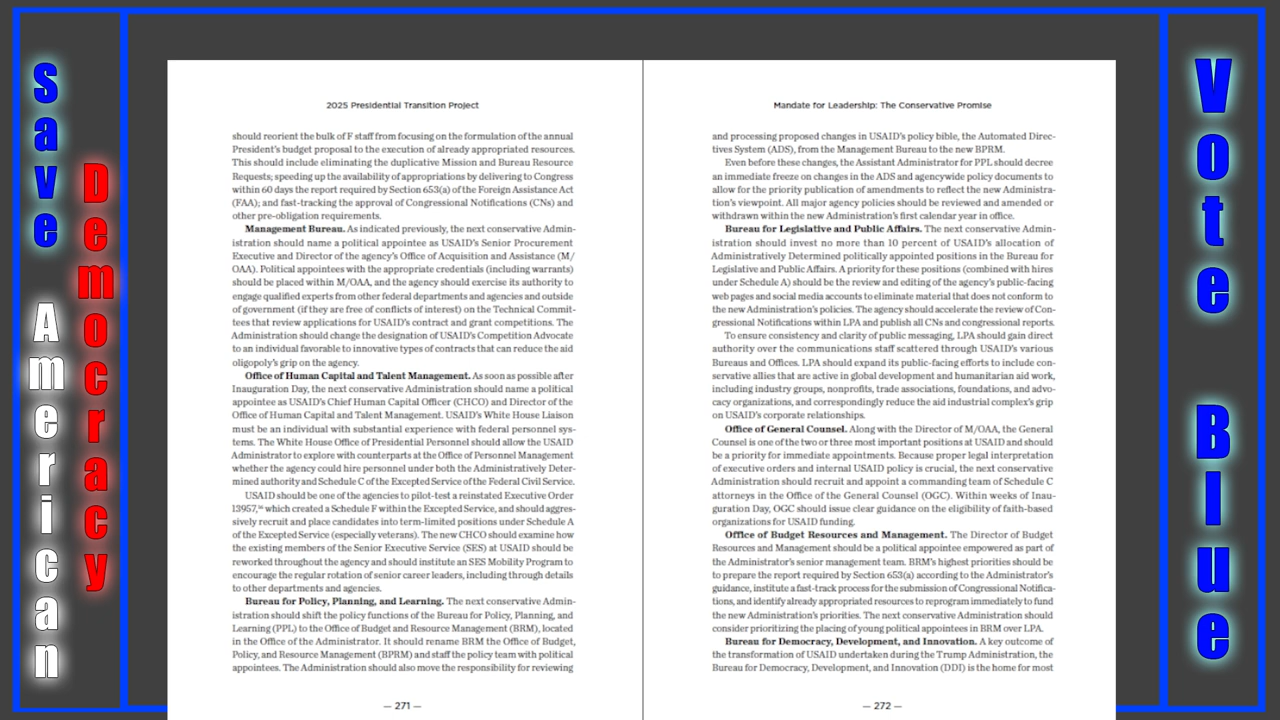 save American
Democracy
2025 Presidential Transition Project
should reorient the bulk of F staff from focusing on the formulation of the annual
President's budget proposal to the execution of already appropriated resources.
This should include eliminating the duplicative Mission and Bureau Resource
Requests; speeding up the availability of appropriations by delivering to Congress
within 60 days the report required by Section 653(a) of the Foreign Assistance Act
(FAA); and fast-tracking the approval of Congressional Notifications (CNs) and
other pre-obligation requirements.
Management Bureau. As indicated previously, the next conservative Admin-
istration should name a political appointee as USAID's Senior Procurement
Executive and Director of the agency's Office of Acquisition and Assistance (M/
OAA). Political appointees with the appropriate credentials (including warrants)
should be placed within M/OAA, and the agency should exercise its authority to
engage qualified experts from other federal departments and agencies and outside
of government (if they are free of conflicts of interest) on the Technical Commit-
tees that review applications for USAID's contract and grant competitions. The
Administration should change the designation of USAID's Competition Advocate
to an individual favorable to innovative types of contracts that can reduce the aid
oligopoly's grip on the agency.
Office of Human Capital and Talent Management. As soon as possible after
Inauguration Day, the next conservative Administration should name a political
appointee as USAID's Chief Human Capital Officer (CHCO) and Director of the
Office of Human Capital and Talent Management. USAID's White House Liaison
must be an individual with substantial experience with federal personnel sys-
tems. The White House Office of Presidential Personnel should allow the USAID
Administrator to explore with counterparts at the Office of Personnel Management
whether the agency could hire personnel under both the Administratively Deter-
mined authority and Schedule C of the Excepted Service of the Federal Civil Service.
USAID should be one of the agencies to pilot-test a reinstated Executive Order
13957, which created a Schedule F within the Excepted Service, and should aggres-
sively recruit and place candidates into term-limited positions under Schedule A
of the Excepted Service (especially veterans). The new CHCO should examine how
the existing members of the Senior Executive Service (SES) at USAID should be
reworked throughout the agency and should institute an SES Mobility Program to
encourage the regular rotation of senior career leaders, including through details
to other departments and agencies.
Bureau for Policy, Planning, and Learning. The next conservative Admin-
istration should shift the policy functions of the Bureau for Policy, Planning, and
Learning (PPL) to the Office of Budget and Resource Management (BRM), located
in the Office of the Administrator. It should rename BRM the Office of Budget,
Policy, and Resource Management (BPRM) and staff the policy team with political
appointees. The Administration should also move the responsibility for reviewing
— 271 —
Mandate for Leadership: The Conservative Promise
and processing proposed changes in USAID's policy bible, the Automated Direc-
tives System (ADS), from the Management Bureau to the new BPRM.
Even before these changes, the Assistant Administrator for PPL should decree
an immediate freeze on changes in the ADS and agencywide policy documents to
allow for the priority publication of amendments to reflect the new Administra-
tion's viewpoint. All major agency policies should be reviewed and amended or
withdrawn within the new Administration's first calendar year in office.
Bureau for Legislative and Public Affairs. The next conservative Admin-
istration should invest no more than 10 percent of USAID's allocation of
Administratively Determined politically appointed positions in the Bureau for
Legislative and Public Affairs. A priority for these positions (combined with hires
under Schedule A) should be the review and editing of the agency's public-facing
web pages and social media accounts to eliminate material that does not conform to
the new Administration's policies. The agency should accelerate the review of Con-
gressional Notifications within LPA and publish all CNs and congressional reports.
To ensure consistency and clarity of public messaging, LPA should gain direct
authority over the communications staff scattered through USAID's various
Bureaus and Offices. LPA should expand its public-facing efforts to include con-
servative allies that are active in global development and humanitarian aid work,
including industry groups, nonprofits, trade associations, foundations, and advo-
cacy organizations, and correspondingly reduce the aid industrial complex's grip
on USAID's corporate relationships.
Office of General Counsel. Along with the Director of M/OAA, the General
Counsel is one of the two or three most important positions at USAID and should
be a priority for immediate appointments. Because proper legal interpretation
of executive orders and internal USAID policy is crucial, the next conservative
Administration should recruit and appoint a commanding team of Schedule C
attorneys in the Office of the General Counsel (OGC). Within weeks of Inau-
guration Day, OGC should issue clear guidance on the eligibility of faith-based
organizations for USAID funding.
Office of Budget Resources and Management. The Director of Budget
Resources and Management should be a political appointee empowered as part of
the Administrator's senior management team. BRM's highest priorities should be
to prepare the report required by Section 653(a) according to the Administrator's
guidance, institute a fast-track process for the submission of Congressional Notifica-
tions, and identify already appropriated resources to reprogram immediately to fund
the new Administration's priorities. The next conservative Administration should
consider prioritizing the placing of young political appointees in BRM over LPA.
Bureau for Democracy, Development, and Innovation. A key outcome of
the transformation of USAID undertaken during the Trump Administration, the
Bureau for Democracy, Development, and Innovation (DDI) is the home for most
— 272 —
Vote Blue